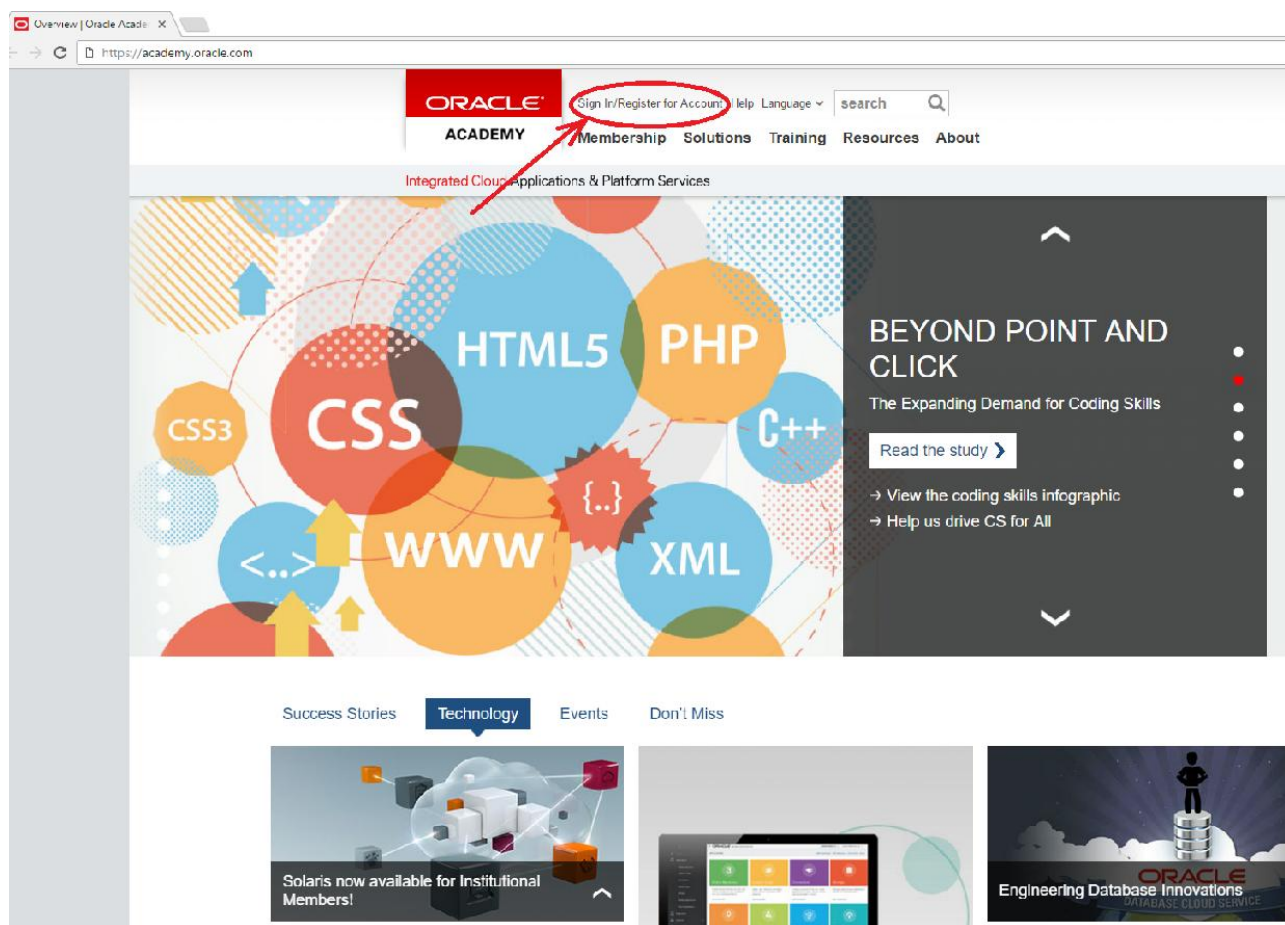 Overview | Oracle Acade
https://academy.oracle.com
ORACLE
ACADEMY
Sign In/Register for Account Help Language search
Membership Solutions Training Resources About
Integrated Cloud Applications & Platform Services
HTML5
PHP
CSS3
CSS
C++
{..}
<..>
WWW
XML
BEYOND POINT AND
CLICK
The Expanding Demand for Coding Skills
Read the study
View the coding skills infographic
Help us drive CS for All
Success Stories Technology Events Don't Miss
Solaris now available for Institutional
Members!
ORACLE
Engineering Database Innovations
DATABASE CLOUD SERVICE